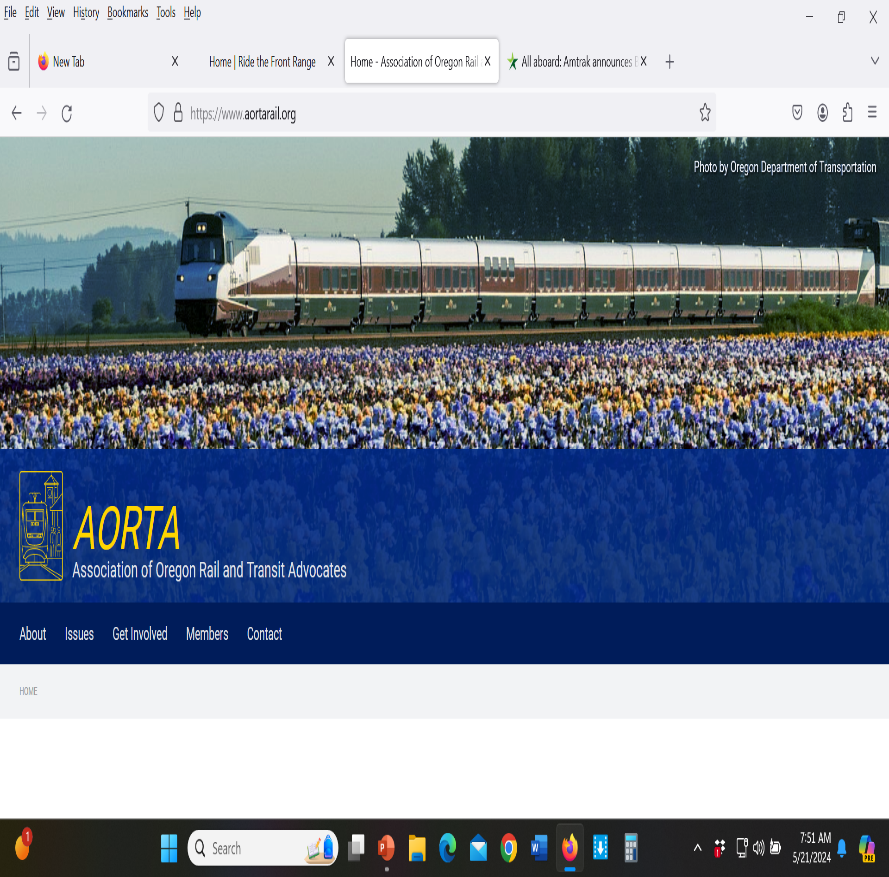 File Edit View History Bookmarks Tools Help
New Tab
Home | Ride the Front Range
Home - Association of Oregon Rail
All aboard: Amtrak announces
https://www.aortarail.org
Photo by Oregon Department of Transportation
AORTA
Association of Oregon Rail and Transit Advocates
About Issues Get Involved Members Contact
HOME
1
Search
7:51 AM
5/21/2024
PRE